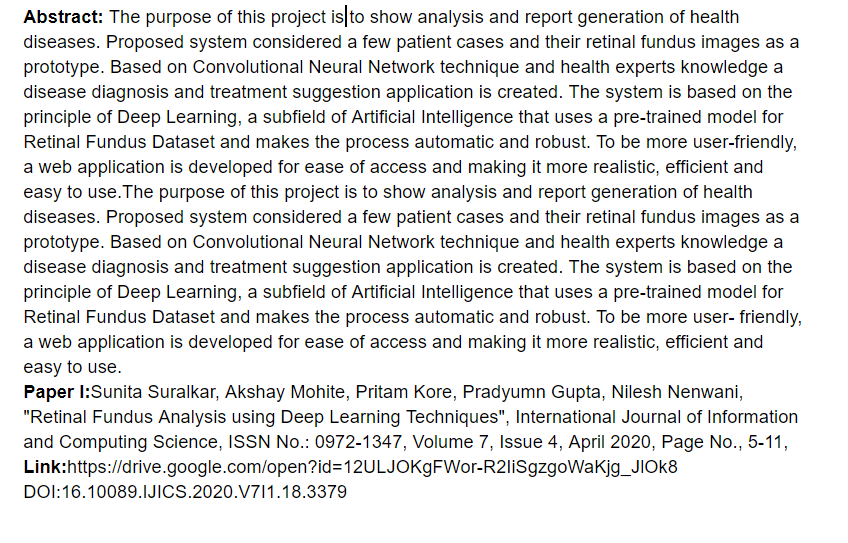 Abstract: The purpose of this project is to show analysis and report generation of health
diseases. Proposed system considered a few patient cases and their retinal fundus images as a
prototype. Based on Convolutional Neural Network technique and health experts knowledge a
disease diagnosis and treatment suggestion application is created. The system is based on the
principle of Deep Learning, a subfield of Artificial Intelligence that uses a pre-trained model for
Retinal Fundus Dataset and makes the process automatic and robust. To be more user-friendly,
a web application is developed for ease of access and making it more realistic, efficient and
easy to use.The purpose of this project is to show analysis and report generation of health
diseases. Proposed system considered a few patient cases and their retinal fundus images as a
prototype. Based on Convolutional Neural Network technique and health experts knowledge a
disease diagnosis and treatment suggestion application is created. The system is based on the
principle of Deep Learning, a subfield of Artificial Intelligence that uses a pre-trained model for
Retinal Fundus Dataset and makes the process automatic and robust. To be more user- friendly,
a web application is developed for ease of access and making it more realistic, efficient and
easy to use.
Paper I:Sunita Suralkar, Akshay Mohite, Pritam Kore, Pradyumn Gupta, Nilesh Nenwani,
"Retinal Fundus Analysis using Deep Learning Techniques", International Journal of Information
and Computing Science, ISSN No.: 0972-1347, Volume 7, Issue 4, April 2020, Page No., 5-11,
Link:https://drive.google.com/open?id=12ULJOKgFWor-R2IiSgzgoWaKjg_JIOk8
DOI:16.10089.IJICS.2020.V7I1.18.3379